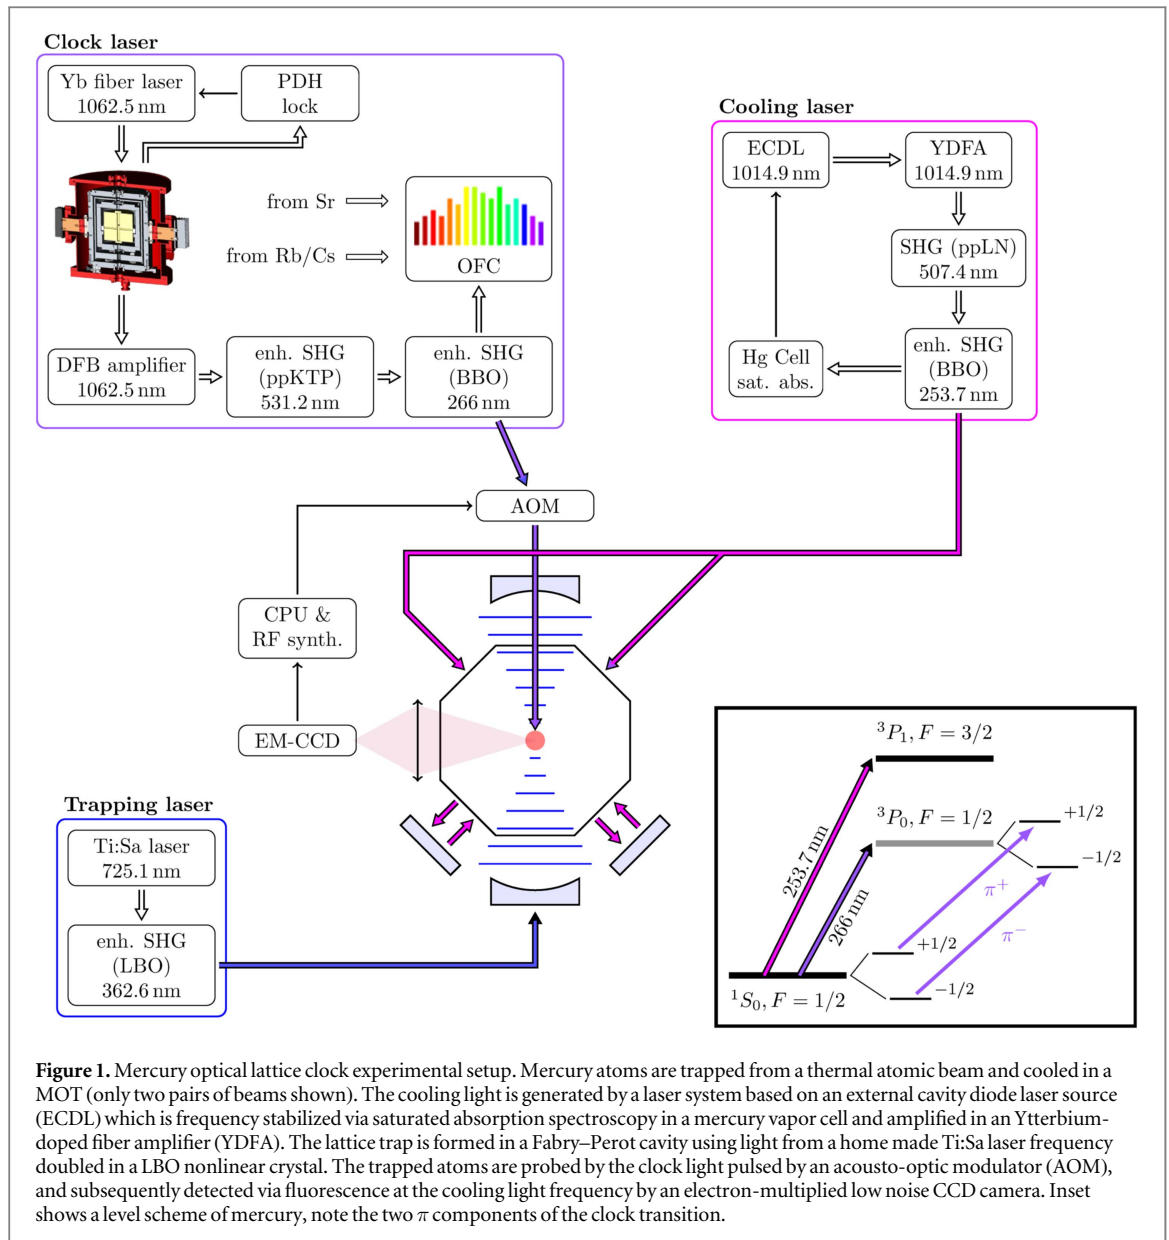 Clock laser
Yb fiber laser
1062.5 nm
PDH
lock
from Sr
from Rb/Cs
OFC
DFB amplifier
1062.5 nm
enh. SHG
(ppKTP)
531.2 nm
enh. SHG
(BBO)
266 nm
Cooling laser
ECDL
1014.9 nm
YDFA
1014.9 nm
SHG (ppLN)
507.4 nm
Hg Cell
sat. abs.
enh. SHG
(BBO)
253.7 nm
AOM
CPU &
RF synth.
EM-CCD
Trapping laser
Ti:Sa laser
725.1 nm
enh. SHG
(LBO)
362.6 nm
³P₁, F = 3/2
³P₀, F = 1/2
+1/2
−1/2
253.7 nm
266 nm
π⁺
π⁻
+1/2
−1/2
¹S₀, F = 1/2
Figure 1. Mercury optical lattice clock experimental setup. Mercury atoms are trapped from a thermal atomic beam and cooled in a
MOT (only two pairs of beams shown). The cooling light is generated by a laser system based on an external cavity diode laser source
(ECDL) which is frequency stabilized via saturated absorption spectroscopy in a mercury vapor cell and amplified in an Ytterbium-
doped fiber amplifier (YDFA). The lattice trap is formed in a Fabry–Perot cavity using light from a home made Ti:Sa laser frequency
doubled in a LBO nonlinear crystal. The trapped atoms are probed by the clock light pulsed by an acousto-optic modulator (AOM),
and subsequently detected via fluorescence at the cooling light frequency by an electron-multiplied low noise CCD camera. Inset
shows a level scheme of mercury, note the two π components of the clock transition.